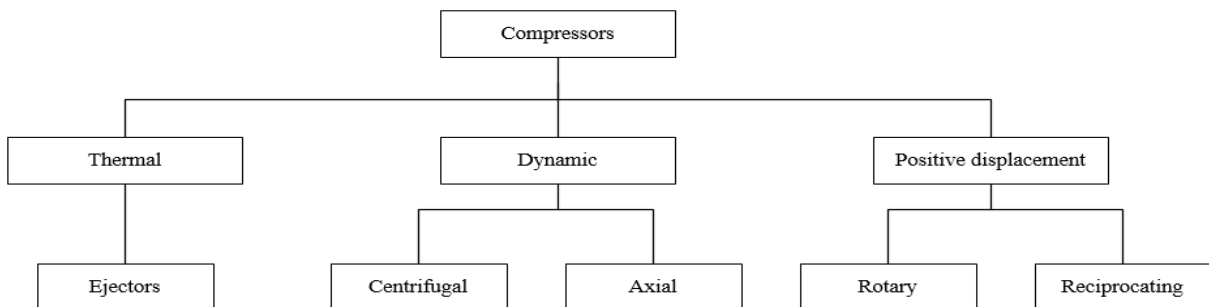 Compressors
Thermal
Dynamic
Positive displacement
Ejectors
Centrifugal
Axial
Rotary
Reciprocating